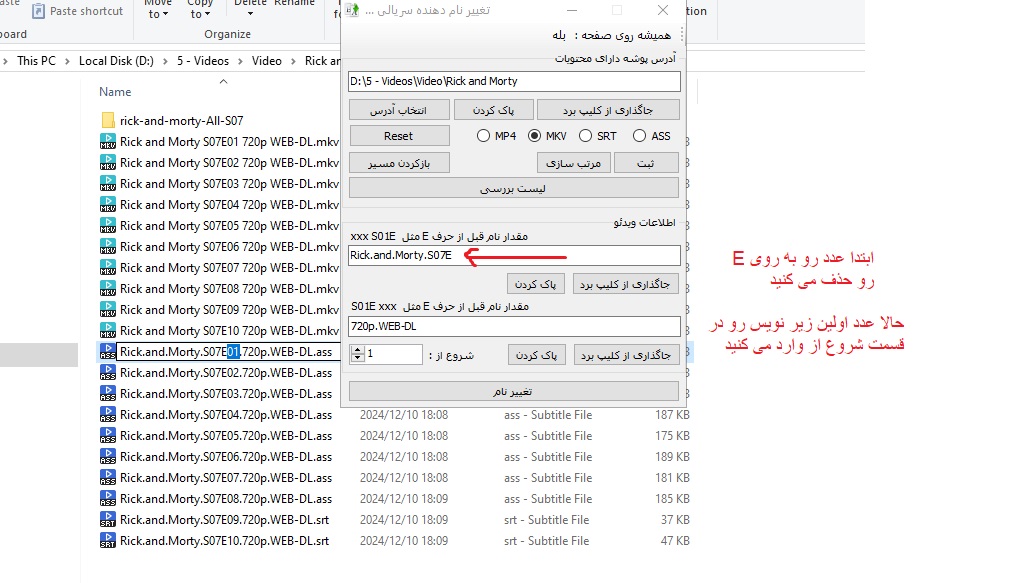 Paste shortcut
Move to
Copy to
Delete
Rename
Organize
This PC
Local Disk (D:)
5 - Videos
Video
Name
rick-and-morty-All-S07
Rick and Morty S07E01 720p WEB-DL.mkv
Rick and Morty S07E02 720p WEB-DL.mkv
Rick and Morty S07E03 720p WEB-DL.mkv
Rick and Morty S07E04 720p WEB-DL.mkv
Rick and Morty S07E05 720p WEB-DL.mkv
Rick and Morty S07E06 720p WEB-DL.mkv
Rick and Morty S07E07 720p WEB-DL.mkv
Rick and Morty S07E08 720p WEB-DL.mkv
Rick and Morty S07E09 720p WEB-DL.mkv
Rick and Morty S07E10 720p WEB-DL.mkv
Rick.and.Morty.S07E01.720p.WEB-DL.ass
Rick.and.Morty.S07E02.720p.WEB-DL.ass
Rick.and.Morty.S07E03.720p.WEB-DL.ass
Rick.and.Morty.S07E04.720p.WEB-DL.ass 2024/12/10 18:08 ass - Subtitle File 187 KB
Rick.and.Morty.S07E05.720p.WEB-DL.ass 2024/12/10 18:08 ass - Subtitle File 175 KB
Rick.and.Morty.S07E06.720p.WEB-DL.ass 2024/12/10 18:08 ass - Subtitle File 189 KB
Rick.and.Morty.S07E07.720p.WEB-DL.ass 2024/12/10 18:08 ass - Subtitle File 181 KB
Rick.and.Morty.S07E08.720p.WEB-DL.ass 2024/12/10 18:09 ass - Subtitle File 185 KB
Rick.and.Morty.S07E09.720p.WEB-DL.srt 2024/12/10 18:09 srt - Subtitle File 37 KB
Rick.and.Morty.S07E10.720p.WEB-DL.srt 2024/12/10 18:09 srt - Subtitle File 47 KB
تغییر نام دهنده سریالی ...
همیشه روی صفحه : بله
آدرس پوشه دارای محتویات
D:\5 - Videos\Video\Rick and Morty
جاگذاری از کلیپ برد
پاک کردن
انتخاب آدرس
Reset
MP4
MKV
SRT
ASS
ثبت
مرتب سازی
بازکردن مسیر
لیست بررسی
اطلاعات ویدئو
مقدار نام قبل از حرف E مثل xxx S01E
Rick.and.Morty.S07E
جاگذاری از کلیپ برد
پاک کردن
مقدار نام قبل از حرف E مثل S01E xxx
720p.WEB-DL
جاگذاری از کلیپ برد
پاک کردن
شروع از : 1
تغییر نام
ابتدا عدد رو به روی E
رو حذف می کنید
حالا عدد اولین زیر نویس رو در
قسمت شروع از وارد می کنید